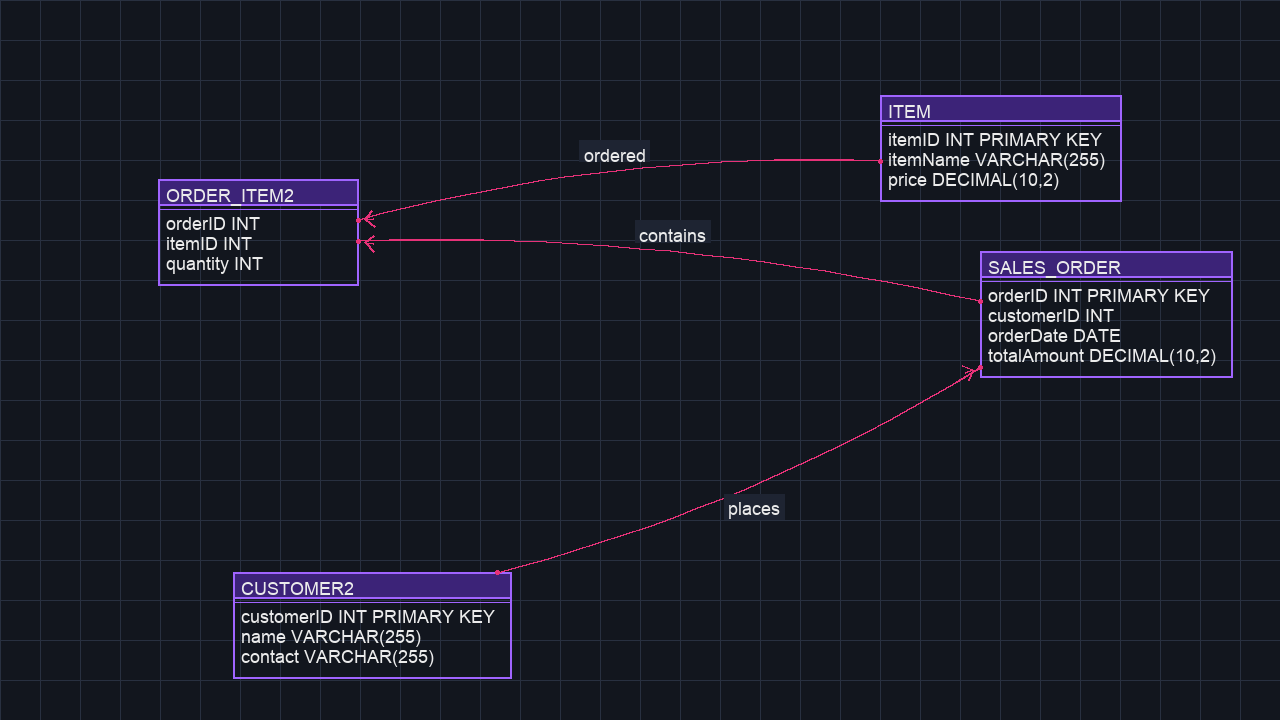 ITEM
itemID INT PRIMARY KEY
itemName VARCHAR(255)
price DECIMAL(10,2)
ordered
ORDER_ITEM2
orderID INT
itemID INT
quantity INT
contains
SALES_ORDER
orderID INT PRIMARY KEY
customerID INT
orderDate DATE
totalAmount DECIMAL(10,2)
places
CUSTOMER2
customerID INT PRIMARY KEY
name VARCHAR(255)
contact VARCHAR(255)